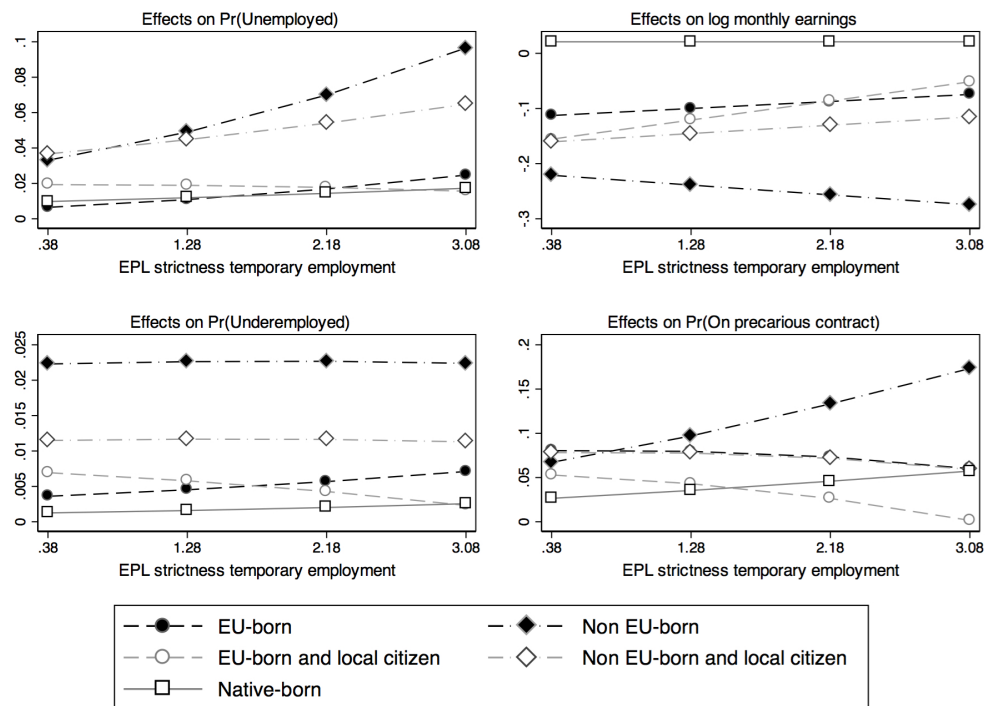 Effects on Pr(Unemployed)
.1
.08
.06
.04
.02
0
.38 1.28 2.18 3.08
EPL strictness temporary employment
Effects on log monthly earnings
0
-.1
-.2
-.3
.38 1.28 2.18 3.08
EPL strictness temporary employment
Effects on Pr(Underemployed)
.025
.02
.015
.01
.005
0
.38 1.28 2.18 3.08
EPL strictness temporary employment
Effects on Pr(On precarious contract)
.2
.15
.1
.05
0
.38 1.28 2.18 3.08
EPL strictness temporary employment
EU-born
Non EU-born
EU-born and local citizen
Non EU-born and local citizen
Native-born